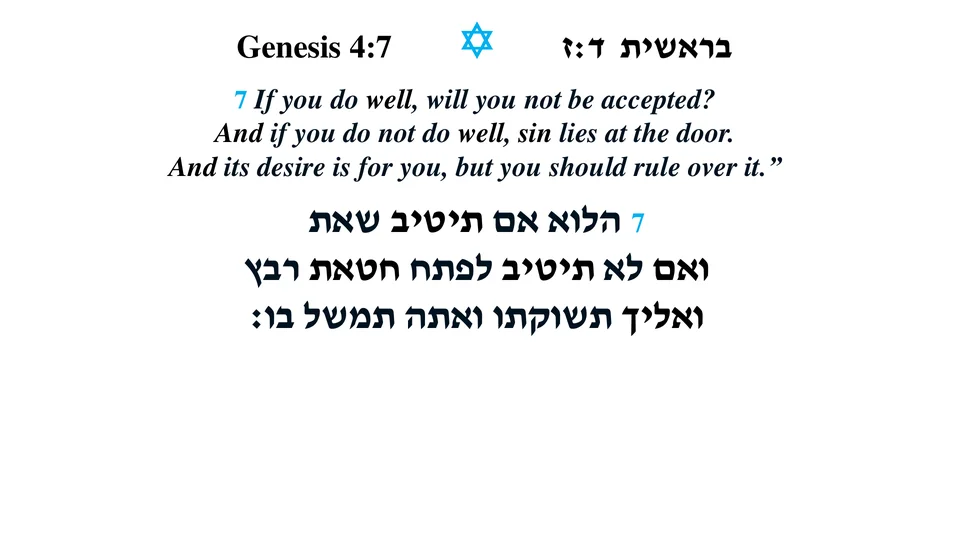 Genesis 4:7 ✡ בראשית ד:ז
7 If you do well, will you not be accepted?
And if you do not do well, sin lies at the door.
And its desire is for you, but you should rule over it.”
7 הלוא אם תיטיב שאת
ואם לא תיטיב לפתח חטאת רבץ
ואליך תשוקתו ואתה תמשל בו: